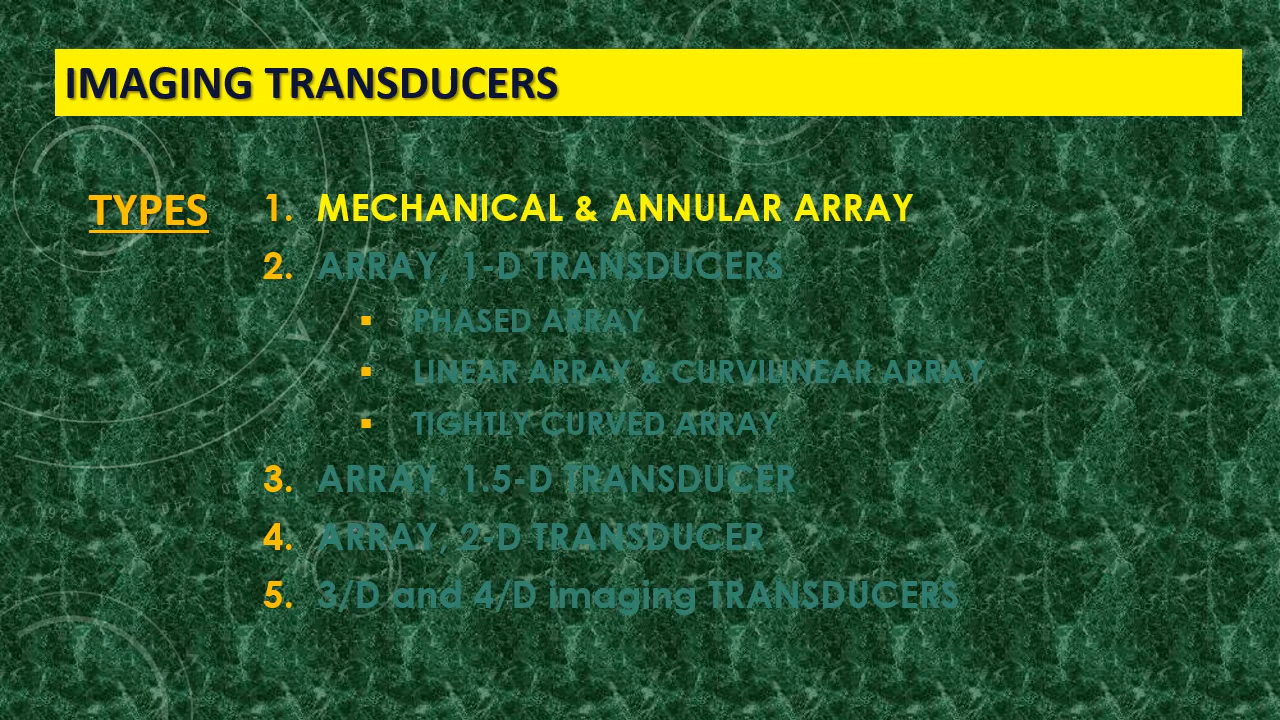 IMAGING TRANSDUCERS
TYPES
1. MECHANICAL & ANNULAR ARRAY
2. ARRAY, 1-D TRANSDUCERS
▪ PHASED ARRAY
▪ LINEAR ARRAY & CURVILINEAR ARRAY
▪ TIGHTLY CURVED ARRAY
3. ARRAY, 1.5-D TRANSDUCER
4. ARRAY, 2-D TRANSDUCER
5. 3/D and 4/D imaging TRANSDUCERS